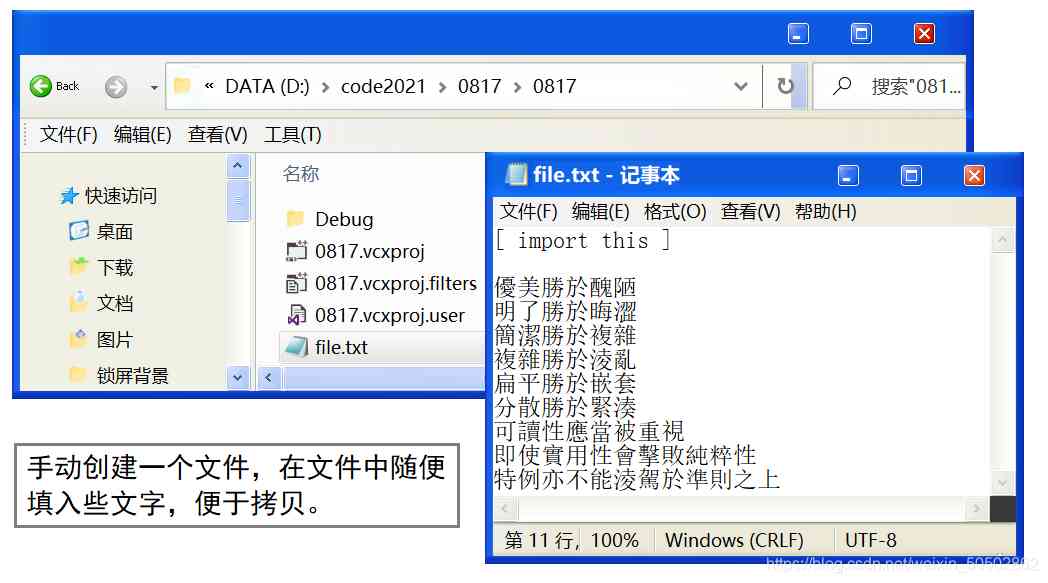 Back
« DATA (D:) > code2021 > 0817 > 0817
搜索"081...
文件(F) 编辑(E) 查看(V) 工具(T)
快速访问
桌面
下载
文档
图片
锁屏背景
名称
Debug
0817.vcxproj
0817.vcxproj.filters
0817.vcxproj.user
file.txt
file.txt - 记事本
文件(F) 编辑(E) 格式(O) 查看(V) 帮助(H)
[ import this ]
優美勝於醜陋
明了勝於晦澀
簡潔勝於複雜
複雜勝於淩亂
扁平勝於嵌套
分散勝於緊湊
可讀性應當被重視
即使實用性會擊敗純粹性
特例亦不能淩駕於準則之上
第 11 行, 100% Windows (CRLF) UTF-8
手动创建一个文件，在文件中随便
填入些文字，便于拷贝。
https://blog.csdn.net/weixin_50502862